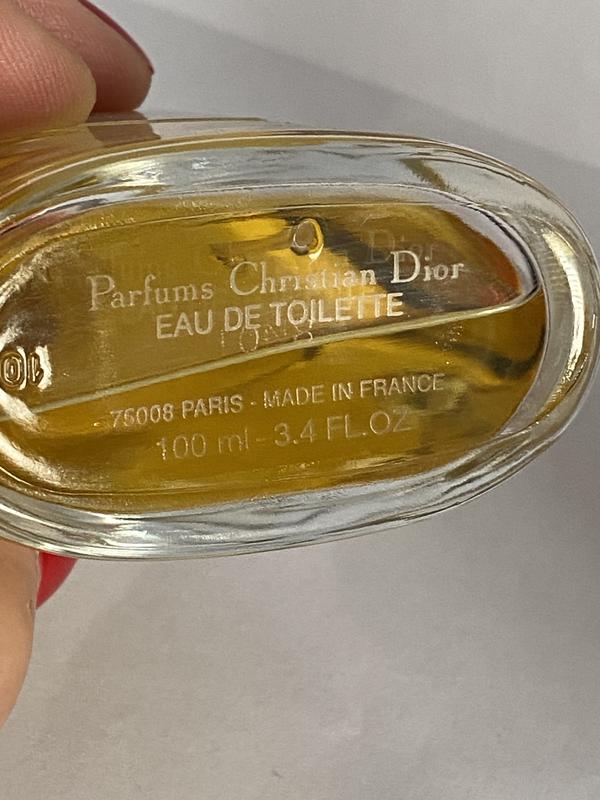 Parfums Christian Dior
EAU DE TOILETTE
75008 PARIS - MADE IN FRANCE
100 ml - 3.4 FL.OZ